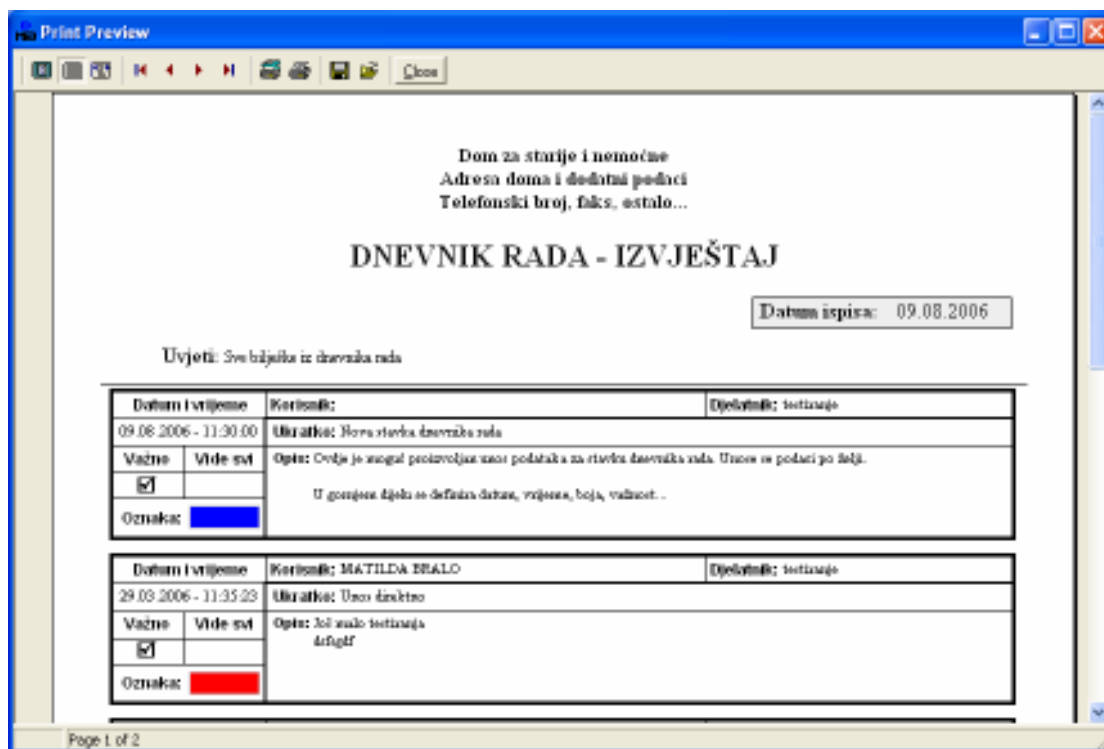 Print Preview
Close
Dom za starije i nemoćne
Adresa doma i dodatni podaci
Telefonski broj, faks, ostalo...
DNEVNIK RADA - IZVJEŠTAJ
Datum ispisa: 09.08.2006
Uvjeti: Sve bilješke iz dnevnika rada
Datum i vrijeme Korisnik: Djelatnik: testiranje
09.08.2006 - 11:30:00 Ukratko: Nova stavka dnevnika rada
Važno Vide svi Opis: Ovdje je moguć proizvoljan unos podataka za stavku dnevnika rada. Unose se podaci po želji.
U gornjem dijelu se definira datum, vrijeme, boja, važnost...
Oznaka:
Datum i vrijeme Korisnik: MATILDA BRALO Djelatnik: testiranje
29.03.2006 - 11:35:23 Ukratko: Unos direktno
Važno Vide svi Opis: Još malo testiranja
Oznaka:
Page 1 of 2